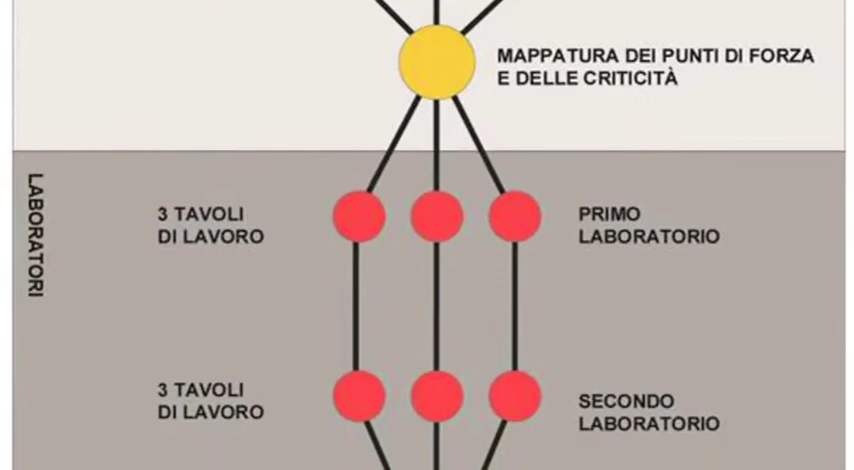 MAPPATURA DEI PUNTI DI FORZA
E DELLE CRITICITÀ
LABORATORI
3 TAVOLI
DI LAVORO
PRIMO
LABORATORIO
3 TAVOLI
DI LAVORO
SECONDO
LABORATORIO